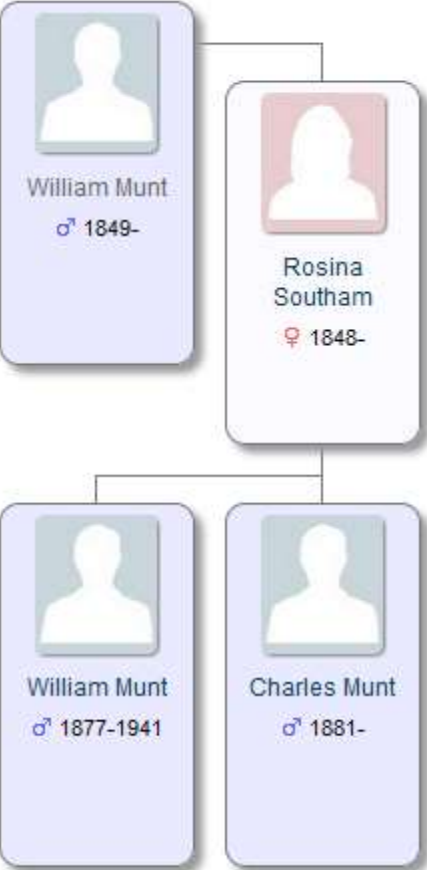 William Munt
♂ 1849-
Rosina
Southam
♀ 1848-
William Munt
♂ 1877-1941
Charles Munt
♂ 1881-